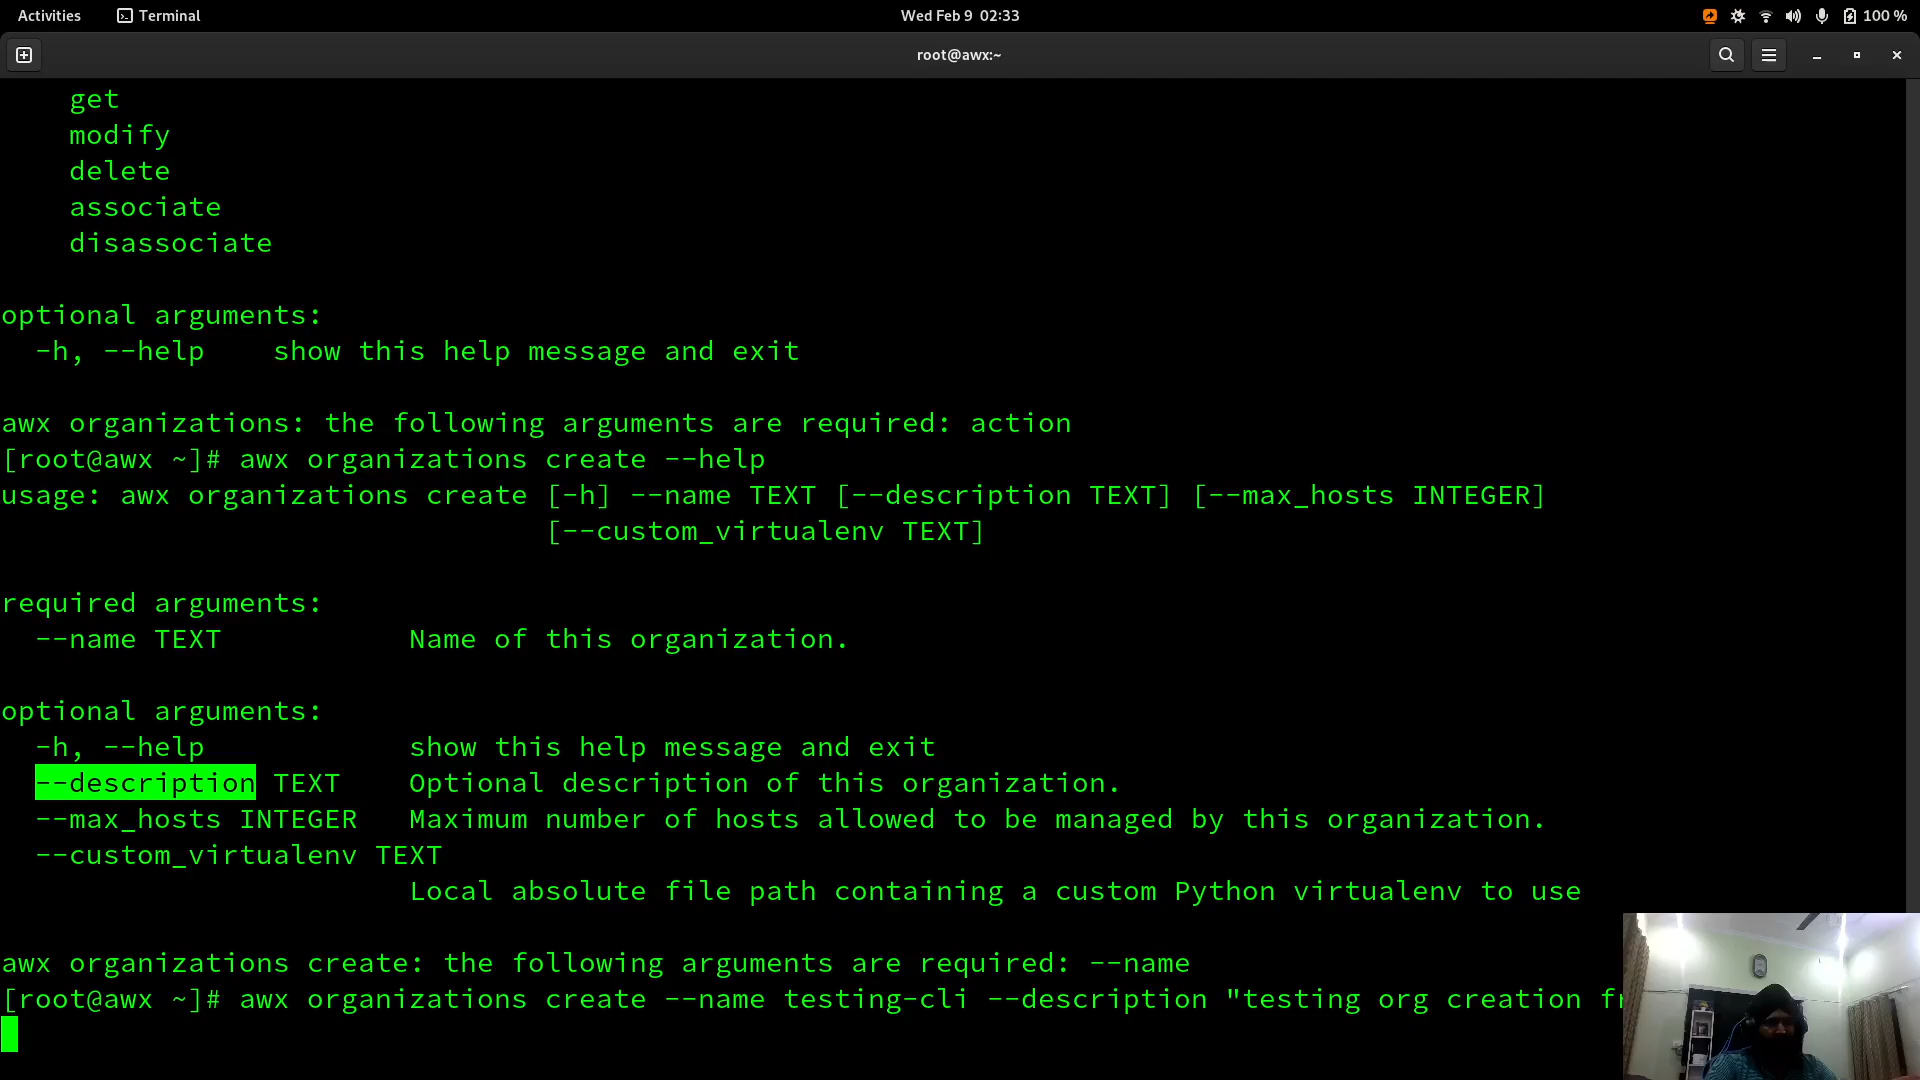 Activities
Terminal
Wed Feb 9 02:33
100 %
root@awx:~
get
modify
delete
associate
disassociate
optional arguments:
-h, --help show this help message and exit
awx organizations: the following arguments are required: action
[root@awx ~]# awx organizations create --help
usage: awx organizations create [-h] --name TEXT [--description TEXT] [--max_hosts INTEGER]
[--custom_virtualenv TEXT]
required arguments:
--name TEXT Name of this organization.
optional arguments:
-h, --help show this help message and exit
--description TEXT Optional description of this organization.
--max_hosts INTEGER Maximum number of hosts allowed to be managed by this organization.
--custom_virtualenv TEXT
Local absolute file path containing a custom Python virtualenv to use
awx organizations create: the following arguments are required: --name
[root@awx ~]# awx organizations create --name testing-cli --description "testing org creation